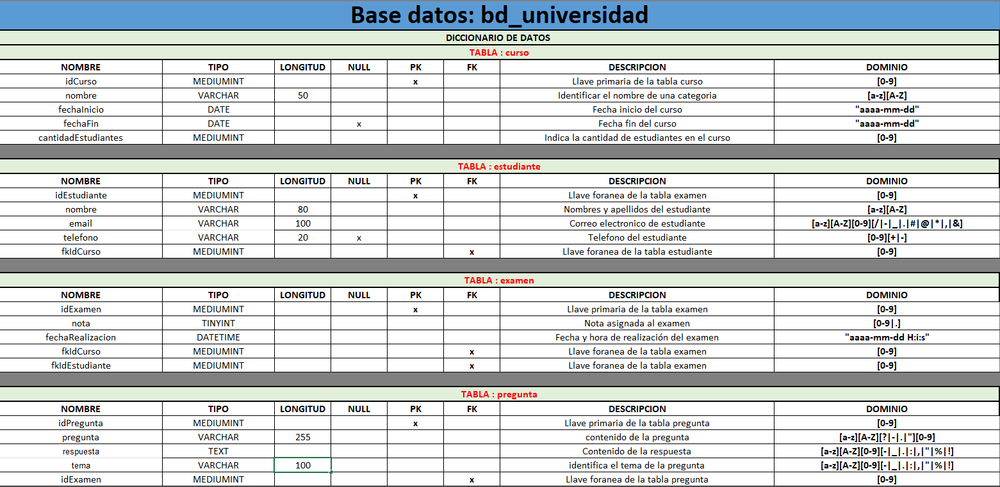 Base datos: bd_universidad
DICCIONARIO DE DATOS
TABLA : curso
NOMBRE TIPO LONGITUD NULL PK FK DESCRIPCION DOMINIO
idCurso MEDIUMINT x Llave primaria de la tabla curso [0-9]
nombre VARCHAR 50 Identificar el nombre de una categoria [a-z][A-Z]
fechaInicio DATE Fecha inicio del curso "aaaa-mm-dd"
fechaFin DATE x Fecha fin del curso "aaaa-mm-dd"
cantidadEstudiantes MEDIUMINT Indica la cantidad de estudiantes en el curso [0-9]
TABLA : estudiante
NOMBRE TIPO LONGITUD NULL PK FK DESCRIPCION DOMINIO
idEstudiante MEDIUMINT x Llave foranea de la tabla examen [0-9]
nombre VARCHAR 80 Nombres y apellidos del estudiante [a-z][A-Z]
email VARCHAR 100 Correo electronico de estudiante [a-z][A-Z][0-9][/|-|_|.|#|@|*|,|&]
telefono VARCHAR 20 x Telefono del estudiante [0-9][+|-]
fkIdCurso MEDIUMINT x Llave foranea de la tabla estudiante [0-9]
TABLA : examen
NOMBRE TIPO LONGITUD NULL PK FK DESCRIPCION DOMINIO
idExamen MEDIUMINT x Llave primaria de la tabla examen [0-9]
nota TINYINT Nota asignada al examen [0-9|.]
fechaRealizacion DATETIME Fecha y hora de realización del examen "aaaa-mm-dd H:i:s"
fkIdCurso MEDIUMINT x Llave foranea de la tabla examen [0-9]
fkIdEstudiante MEDIUMINT x Llave foranea de la tabla examen [0-9]
TABLA : pregunta
NOMBRE TIPO LONGITUD NULL PK FK DESCRIPCION DOMINIO
idPregunta MEDIUMINT x Llave primaria de la tabla pregunta [0-9]
pregunta VARCHAR 255 contenido de la pregunta [a-z][A-Z][?|-|.|"][0-9]
respuesta TEXT Contenido de la respuesta [a-z][A-Z][0-9][-|_|.|:|,|"|%|!]
tema VARCHAR 100 identifica el tema de la pregunta [a-z][A-Z][0-9][-|_|.|:|,|"|%|!]
idExamen MEDIUMINT x Llave foranea de la tabla pregunta [0-9]